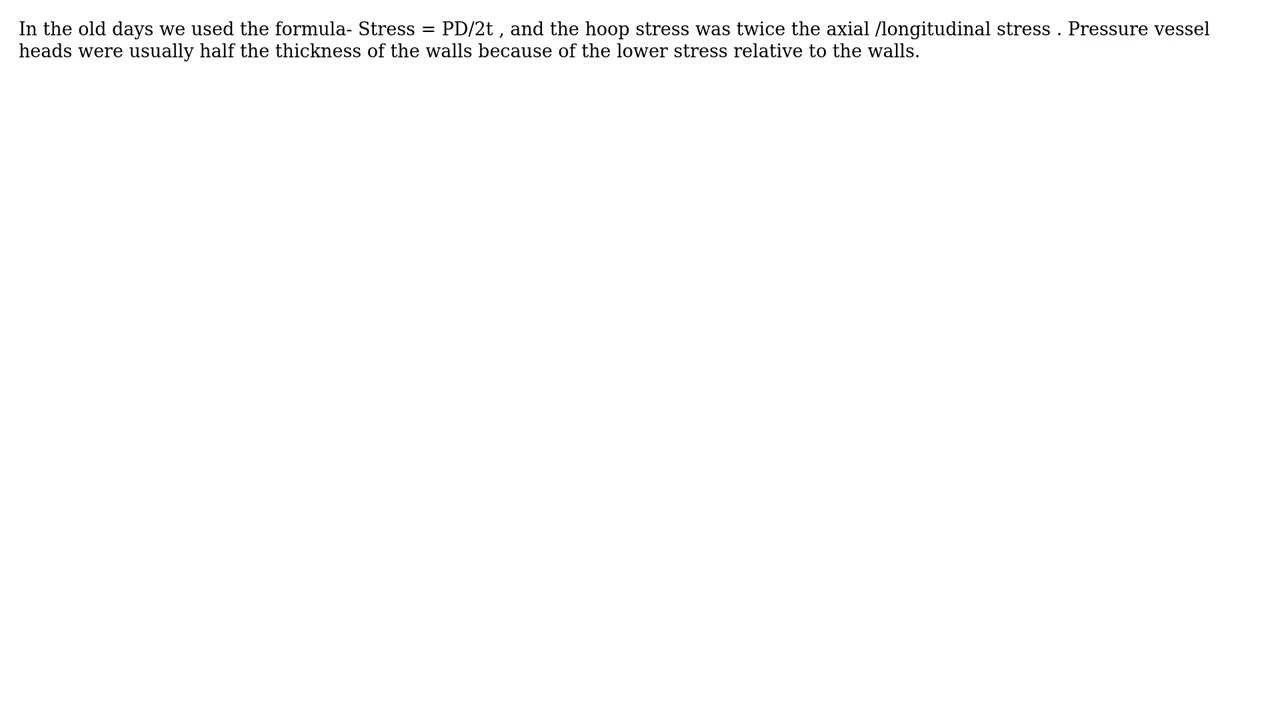 In the old days we used the formula- Stress = PD/2t , and the hoop stress was twice the axial /longitudinal stress . Pressure vessel
heads were usually half the thickness of the walls because of the lower stress relative to the walls.